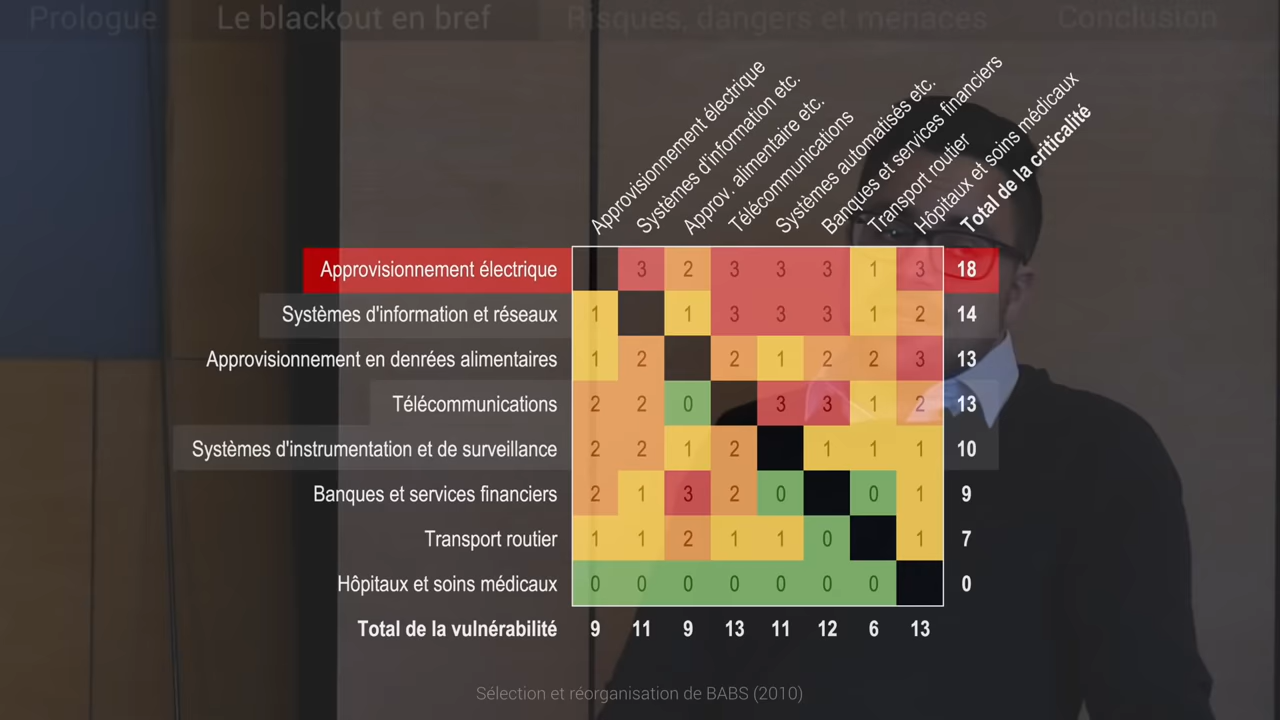 Prologue Le blackout en bref Risques, dangers et menaces Conclusion
Approvisionnement électrique
Systèmes d'information etc.
Approv. alimentaire etc.
Télécommunications
Systèmes automatisés etc.
Banques et services financiers
Transport routier
Hôpitaux et soins médicaux
Total de la criticalité
Approvisionnement électrique 3 2 3 3 3 1 3 18
Systèmes d'information et réseaux 1 1 3 3 3 1 2 14
Approvisionnement en denrées alimentaires 1 2 2 1 2 2 3 13
Télécommunications 2 2 0 3 3 1 2 13
Systèmes d'instrumentation et de surveillance 2 2 1 2 1 1 1 10
Banques et services financiers 2 1 3 2 0 0 1 9
Transport routier 1 1 2 1 1 0 1 7
Hôpitaux et soins médicaux 0 0 0 0 0 0 0 0
Total de la vulnérabilité 9 11 9 13 11 12 6 13
Sélection et réorganisation de BABS (2010)